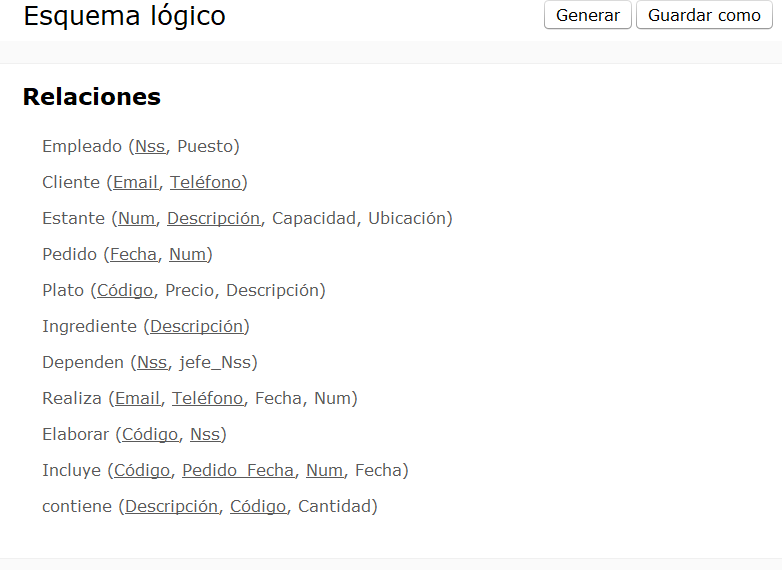 Esquema lógico
Generar
Guardar como
Relaciones
Empleado (Nss, Puesto)
Cliente (Email, Teléfono)
Estante (Num, Descripción, Capacidad, Ubicación)
Pedido (Fecha, Num)
Plato (Código, Precio, Descripción)
Ingrediente (Descripción)
Dependen (Nss, jefe_Nss)
Realiza (Email, Teléfono, Fecha, Num)
Elaborar (Código, Nss)
Incluye (Código, Pedido_Fecha, Num, Fecha)
contiene (Descripción, Código, Cantidad)